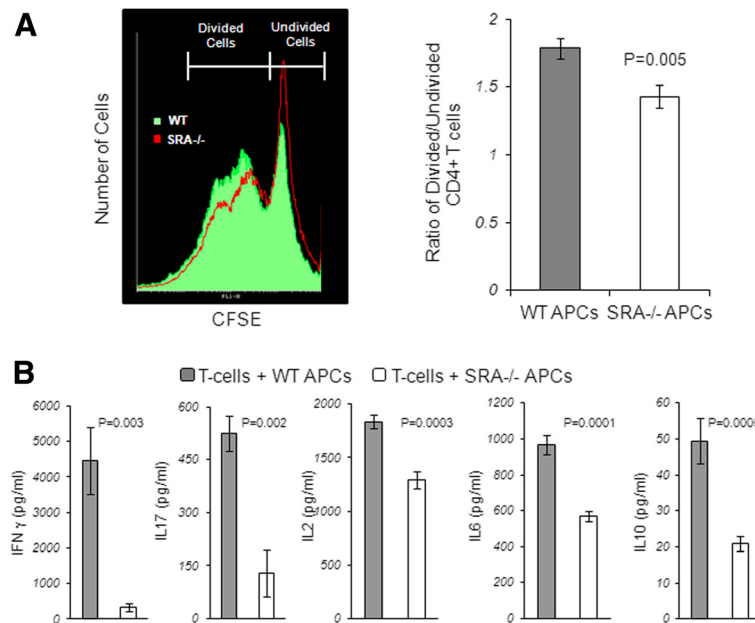 A
Divided Cells
Undivided Cells
WT
SRA-/-
Number of Cells
FL1-H
CFSE
Ratio of Divided/Undivided
CD4+ T cells
2
1.5
1
0.5
0
P=0.005
WT APCs
SRA-/- APCs
B
T-cells + WT APCs
T-cells + SRA-/- APCs
IFN γ (pg/ml)
6000
5000
4000
3000
2000
1000
0
P=0.003
IL17 (pg/ml)
600
450
300
150
0
P=0.002
IL2 (pg/ml)
2000
1500
1000
500
0
P=0.0003
IL6 (pg/ml)
1200
1000
800
600
400
200
0
P=0.0001
IL10 (pg/ml)
60
50
40
30
20
10
0